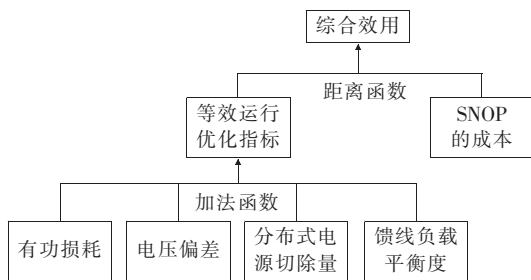 综合效用
距离函数
等效运行
优化指标
SNOP
的成本
加法函数
有功损耗
电压偏差
分布式电
源切除量
馈线负载
平衡度